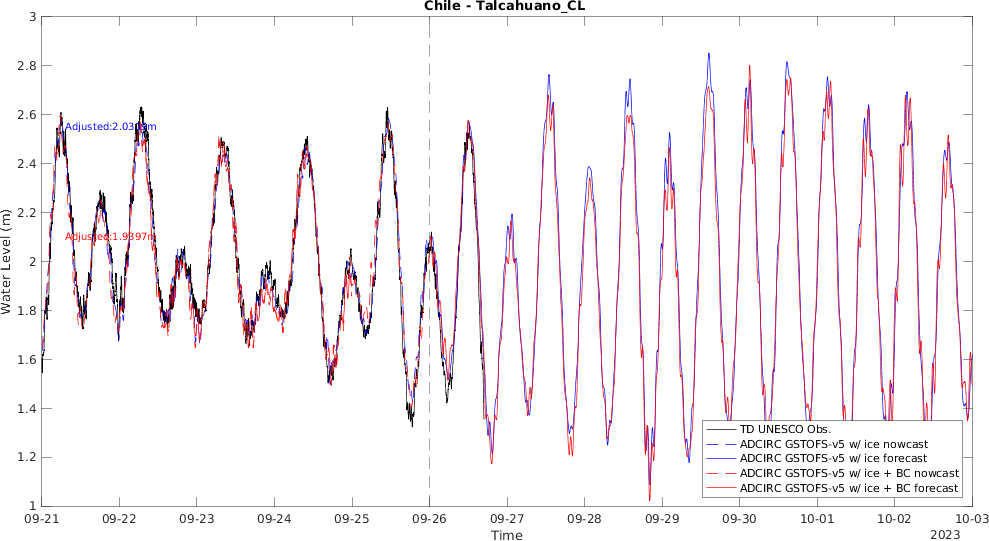 Chile - Talcahuano_CL
3
2.8
2.6
2.4
2.2
2
1.8
1.6
1.4
1
Water Level (m)
Adjusted:1.9397m
TD UNESCO Obs.
ADCIRC GSTOFS-v5 w/ ice nowcast
ADCIRC GSTOFS-v5 w/ ice forecast
ADCIRC GSTOFS-v5 w/ ice + BC nowcast
ADCIRC GSTOFS-v5 w/ ice + BC forecast
09-21 09-22 09-23 09-24 09-25 09-26 09-27 09-28 09-29 09-30 10-01 10-02 10-03
Time
2023